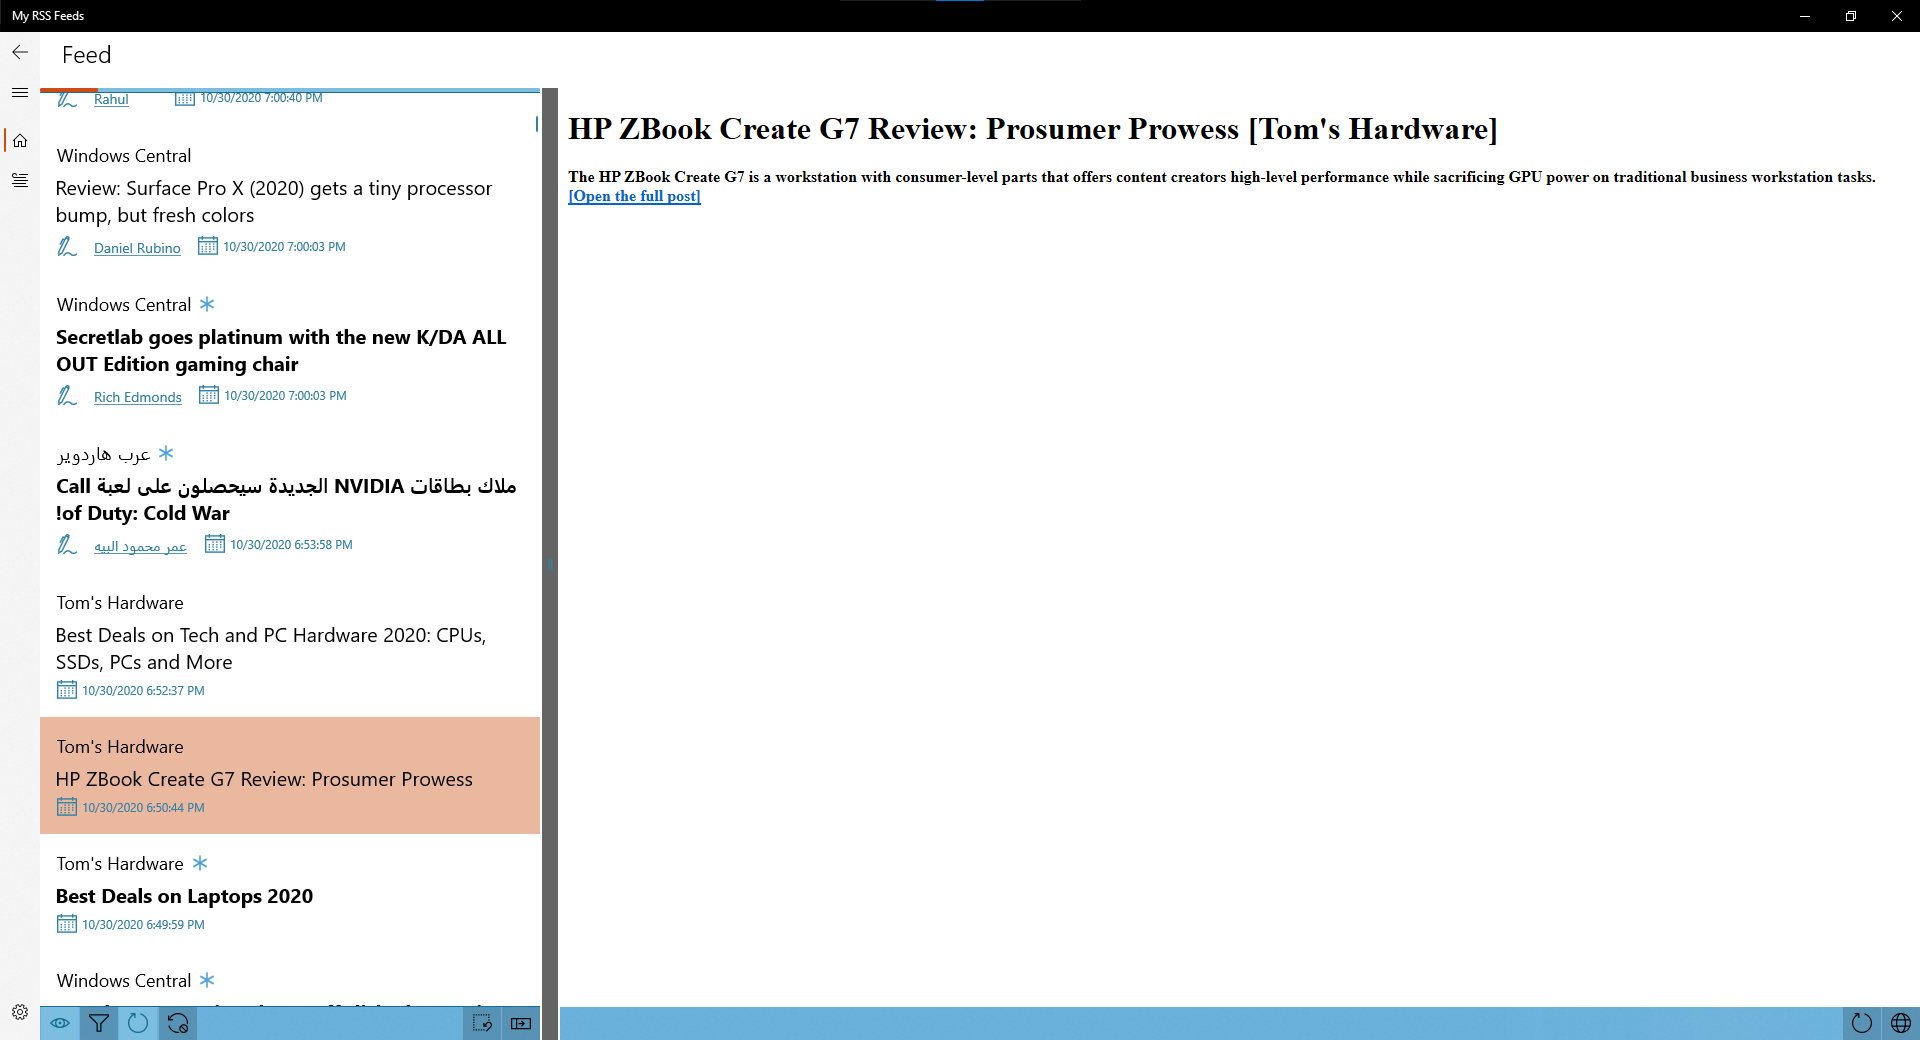 My RSS Feeds
Feed
Rahul 10/30/2020 7:00:40 PM
Windows Central
Review: Surface Pro X (2020) gets a tiny processor
bump, but fresh colors
Daniel Rubino 10/30/2020 7:00:03 PM
Windows Central
Secretlab goes platinum with the new K/DA ALL
OUT Edition gaming chair
Rich Edmonds 10/30/2020 7:00:03 PM
عرب هاردوير
ملاك بطاقات NVIDIA الجديدة سيحصلون على لعبة Call
of Duty: Cold War!
عمر محمود البيه 10/30/2020 6:53:58 PM
Tom's Hardware
Best Deals on Tech and PC Hardware 2020: CPUs,
SSDs, PCs and More
10/30/2020 6:52:37 PM
Tom's Hardware
HP ZBook Create G7 Review: Prosumer Prowess
10/30/2020 6:50:44 PM
Tom's Hardware
Best Deals on Laptops 2020
10/30/2020 6:49:59 PM
Windows Central
HP ZBook Create G7 Review: Prosumer Prowess [Tom's Hardware]
The HP ZBook Create G7 is a workstation with consumer-level parts that offers content creators high-level performance while sacrificing GPU power on traditional business workstation tasks.
[Open the full post]